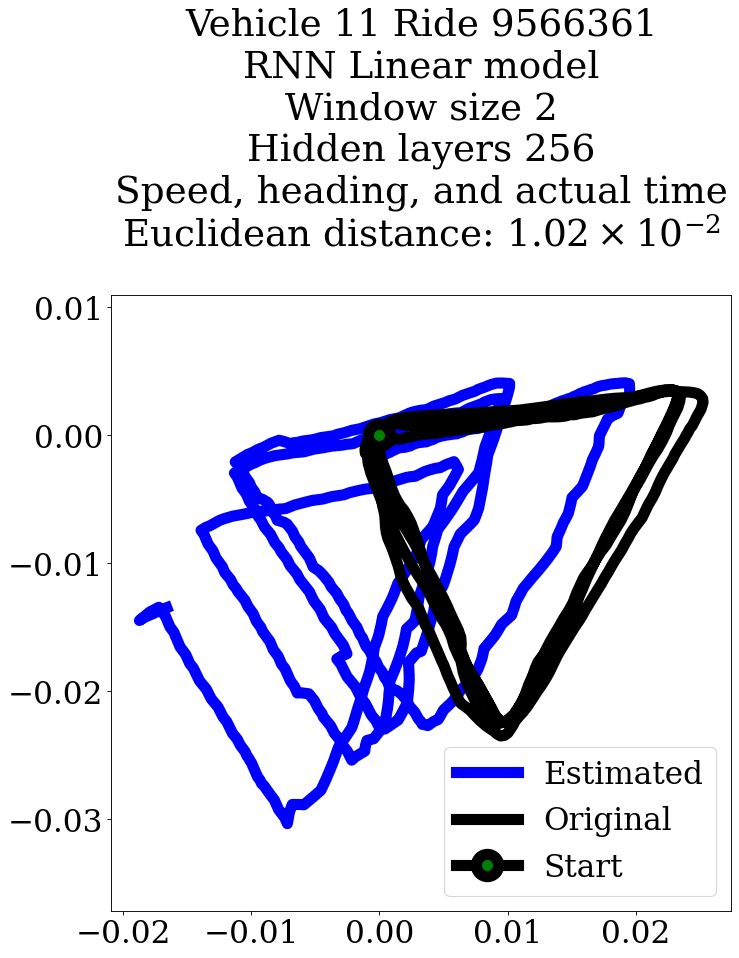 Vehicle 11 Ride 9566361
RNN Linear model
Window size 2
Hidden layers 256
Speed, heading, and actual time
Euclidean distance: 1.02 × 10⁻²
0.01
0.00
−0.01
−0.02
−0.03
Estimated
Original
Start
−0.02 −0.01 0.00 0.01 0.02